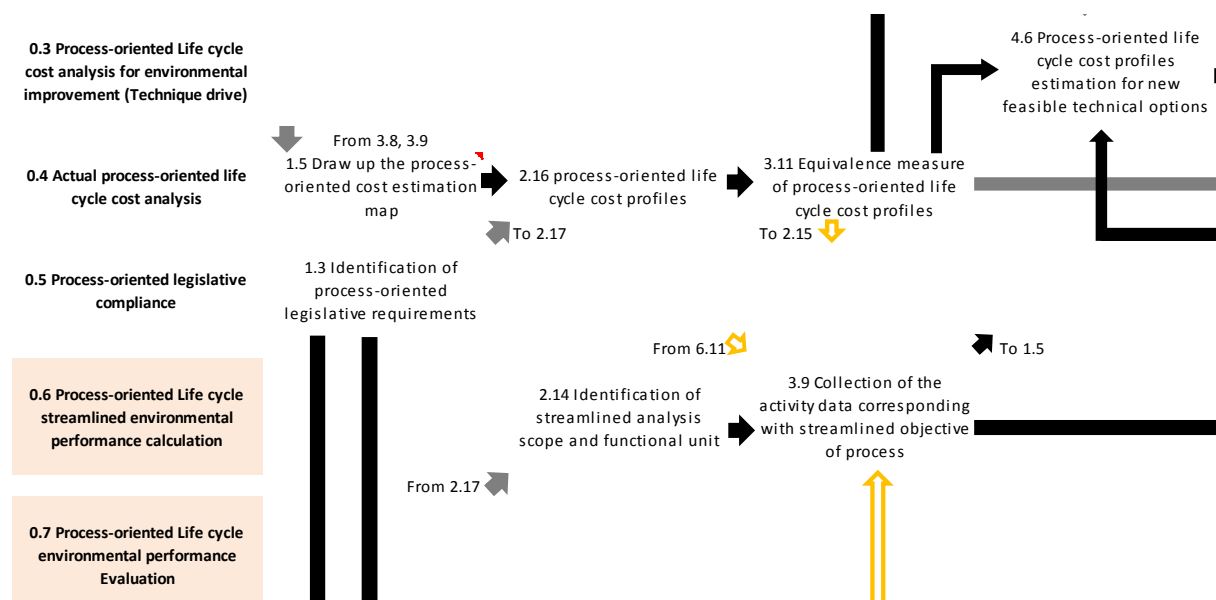 0.3 Process-oriented Life cycle
cost analysis for environmental
improvement (Technique drive)
4.6 Process-oriented life
cycle cost profiles
estimation for new
feasible technical options
0.4 Actual process-oriented life
cycle cost analysis
From 3.8, 3.9
1.5 Draw up the process-
oriented cost estimation
map
2.16 process-oriented life
cycle cost profiles
3.11 Equivalence measure
of process-oriented life
cycle cost profiles
To 2.17
To 2.15
0.5 Process-oriented legislative
compliance
1.3 Identification of
process-oriented
legislative requirements
From 6.11
To 1.5
0.6 Process-oriented Life cycle
streamlined environmental
performance calculation
2.14 Identification of
streamlined analysis
scope and functional unit
3.9 Collection of the
activity data corresponding
with streamlined objective
of process
From 2.17
0.7 Process-oriented Life cycle
environmental performance
Evaluation